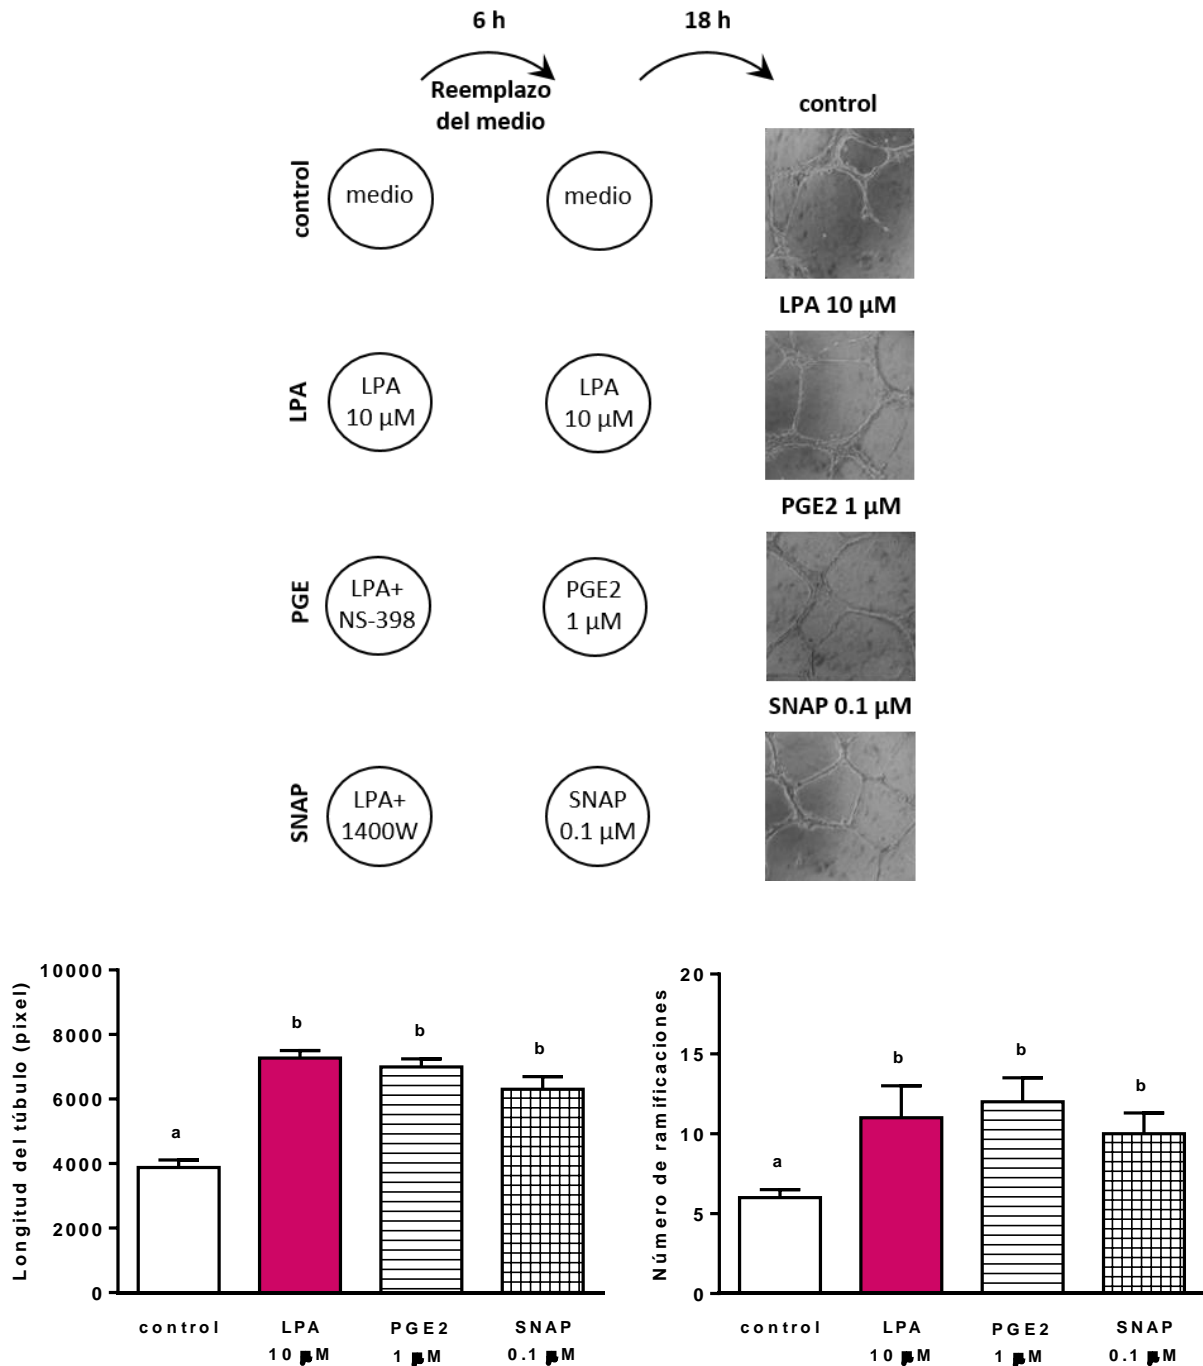 6 h
18 h
Reemplazo
del medio
control
control
medio
medio
LPA 10 µM
LPA
LPA
10 µM
LPA
10 µM
PGE2 1 µM
PGE
LPA+
NS-398
PGE2
1 µM
SNAP 0.1 µM
SNAP
LPA+
1400W
SNAP
0.1 µM
Longitud del túbulo (pixel)
10000
8000
6000
4000
2000
0
a
b
b
b
control
LPA
10 µM
PGE2
1 µM
SNAP
0.1 µM
Número de ramificaciones
20
15
10
5
0
a
b
b
b
control
LPA
10 µM
PGE2
1 µM
SNAP
0.1 µM